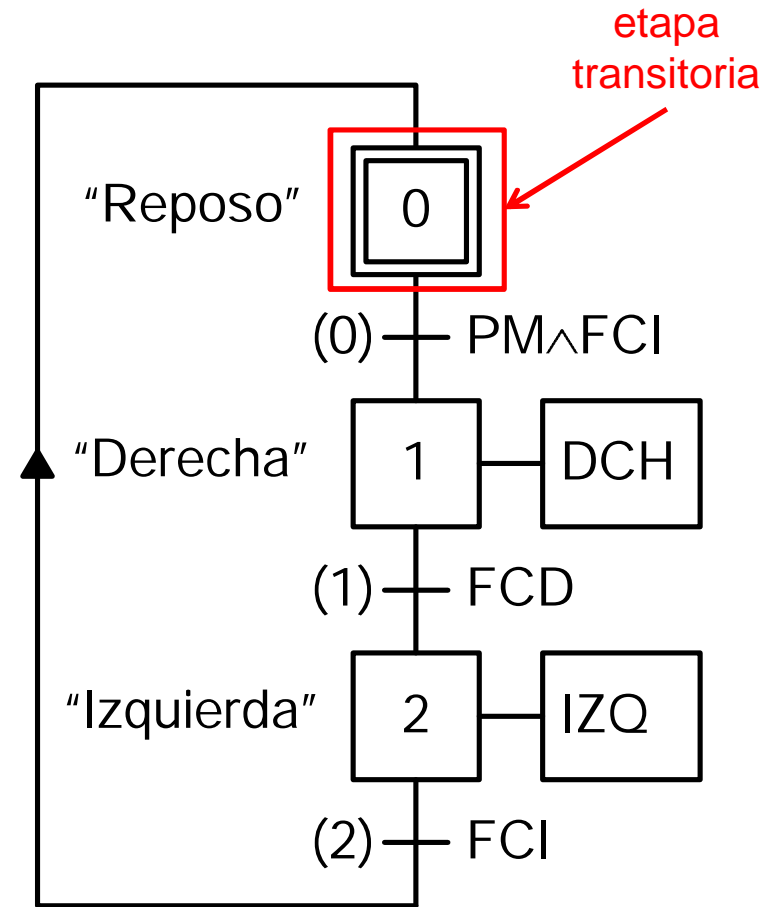 etapa
transitoria
“Reposo” 0
(0) PM∧FCI
“Derecha” 1 DCH
(1) FCD
“Izquierda” 2 IZQ
(2) FCI